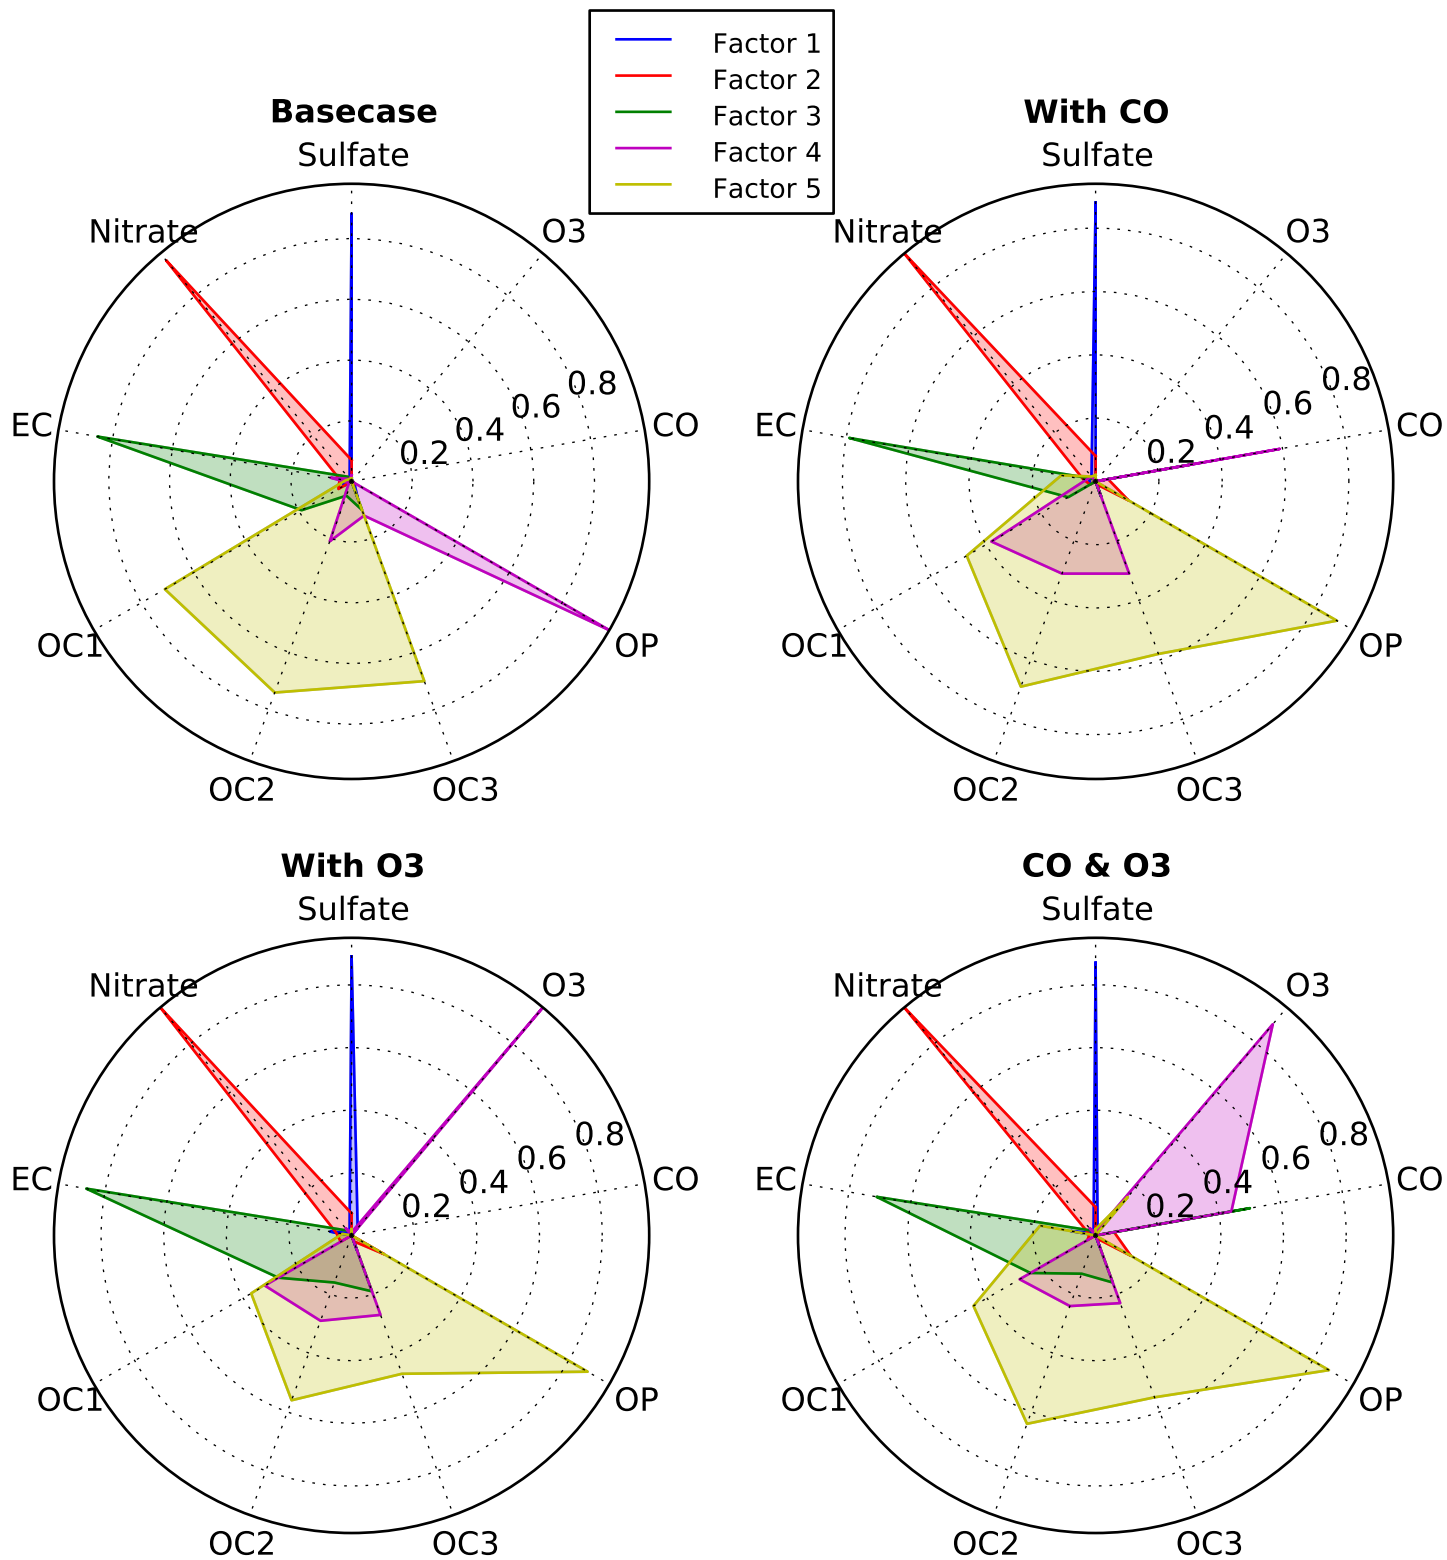 Factor 1
Factor 2
Factor 3
Factor 4
Factor 5
Basecase
Sulfate
Nitrate
O3
EC
CO
0.2
0.4
0.6
0.8
OC1
OP
OC2
OC3
With CO
Sulfate
Nitrate
O3
EC
CO
0.2
0.4
0.6
0.8
OC1
OP
OC2
OC3
With O3
Sulfate
Nitrate
O3
EC
CO
0.2
0.4
0.6
0.8
OC1
OP
OC2
OC3
CO & O3
Sulfate
Nitrate
O3
EC
CO
0.2
0.4
0.6
0.8
OC1
OP
OC2
OC3